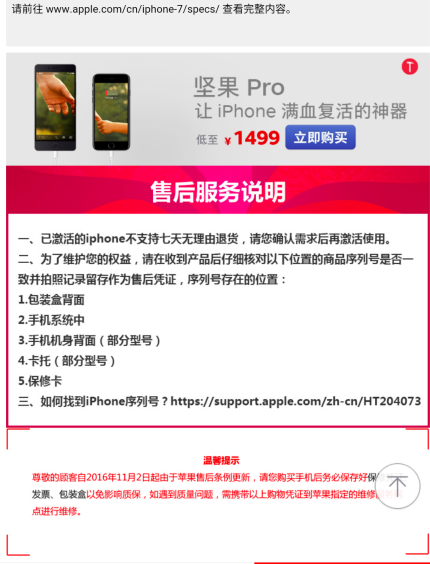 请前往 www.apple.com/cn/iphone-7/specs/ 查看完整内容。
坚果 Pro
让 iPhone 满血复活的神器
低至 ¥1499 立即购买
售后服务说明
一、已激活的iphone不支持七天无理由退货，请您确认需求后再激活使用。
二、为了维护您的权益，请在收到产品后仔细核对以下位置的商品序列号是否一
致并拍照记录留存作为售后凭证，序列号存在的位置：
1.包装盒背面
2.手机系统中
3.手机机身背面（部分型号）
4.卡托（部分型号）
5.保修卡
三、如何找到iPhone序列号？https://support.apple.com/zh-cn/HT204073
温馨提示
尊敬的顾客自2016年11月2日起由于苹果售后条例更新，请您购买手机后务必保存好
发票、包装盒以免影响质保，如遇到质量问题，需携带以上购物凭证到苹果指定的维修
点进行维修。